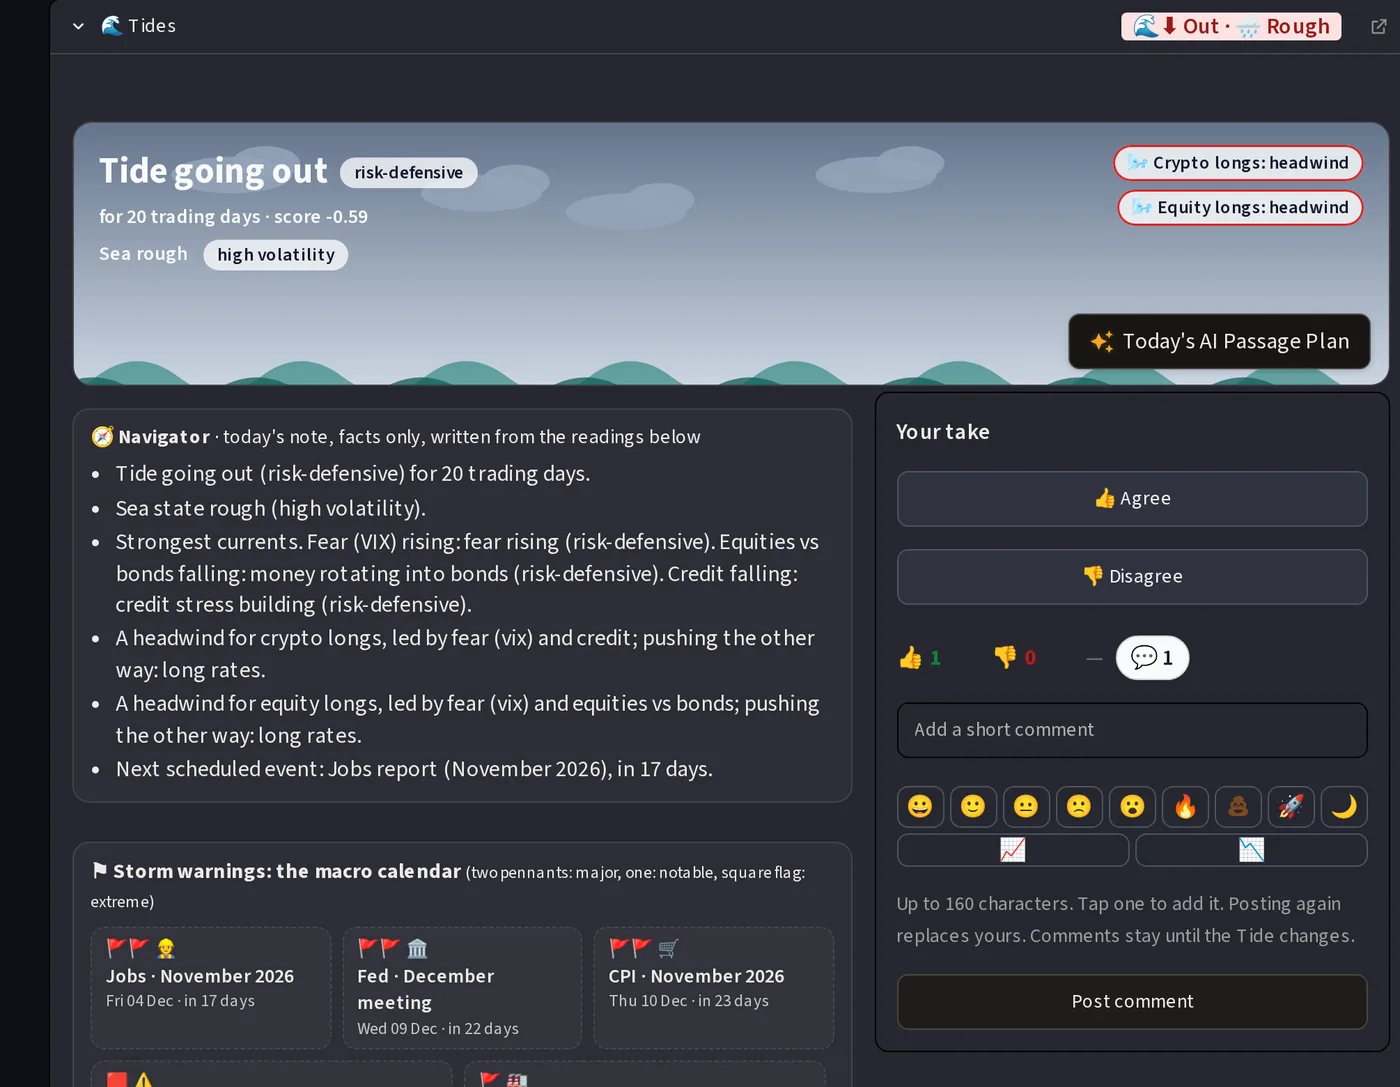 Tides
Out · Rough
Tide going out risk-defensive
for 20 trading days · score -0.59
Sea rough high volatility
Crypto longs: headwind
Equity longs: headwind
Today's AI Passage Plan
Navigator · today's note, facts only, written from the readings below
• Tide going out (risk-defensive) for 20 trading days.
• Sea state rough (high volatility).
• Strongest currents. Fear (VIX) rising: fear rising (risk-defensive). Equities vs
bonds falling: money rotating into bonds (risk-defensive). Credit falling:
credit stress building (risk-defensive).
• A headwind for crypto longs, led by fear (vix) and credit; pushing the other
way: long rates.
• A headwind for equity longs, led by fear (vix) and equities vs bonds; pushing
the other way: long rates.
• Next scheduled event: Jobs report (November 2026), in 17 days.
Storm warnings: the macro calendar (two pennants: major, one: notable, square flag:
extreme)
Jobs · November 2026
Fri 04 Dec · in 17 days
Fed · December
meeting
Wed 09 Dec · in 22 days
CPI · November 2026
Thu 10 Dec · in 23 days
Your take
👍 Agree
👎 Disagree
👍 1 👎 0 — 💬 1
Add a short comment
Up to 160 characters. Tap one to add it. Posting again
replaces yours. Comments stay until the Tide changes.
Post comment